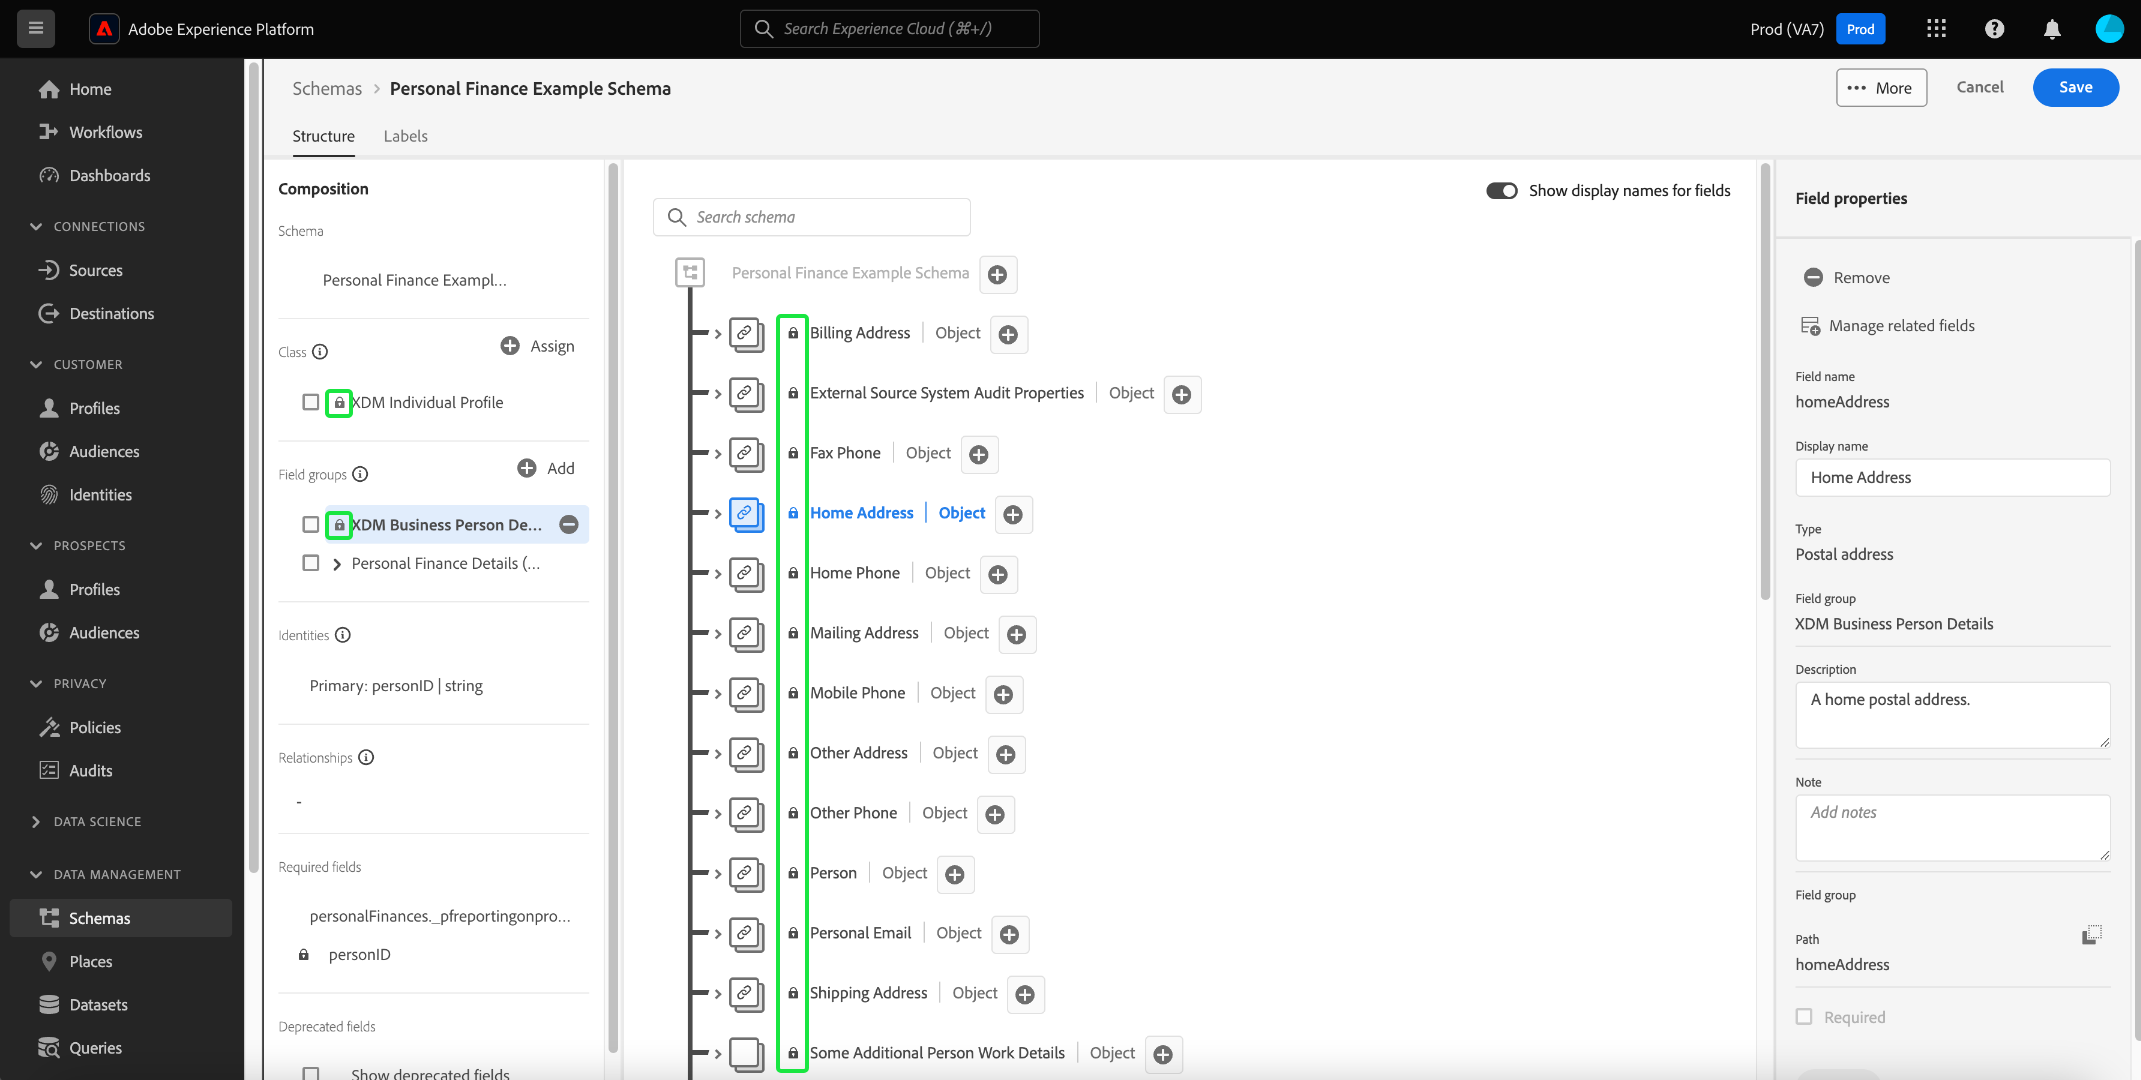 Adobe Experience Platform
Search Experience Cloud (⌘+/)
Prod (VA7)
Prod
Home
Workflows
Dashboards
CONNECTIONS
Sources
Destinations
CUSTOMER
Profiles
Audiences
Identities
PROSPECTS
Profiles
Audiences
PRIVACY
Policies
Audits
DATA SCIENCE
DATA MANAGEMENT
Schemas
Places
Datasets
Queries
Schemas > Personal Finance Example Schema
••• More
Cancel
Save
Structure
Labels
Composition
Schema
Personal Finance Exampl...
Class
Assign
XDM Individual Profile
Field groups
Add
XDM Business Person De...
Personal Finance Details (...
Identities
Primary: personID | string
Relationships
-
Required fields
personalFinances._pfreportingonpro...
personID
Deprecated fields
Show deprecated fields
Search schema
Show display names for fields
Personal Finance Example Schema
Billing Address | Object
External Source System Audit Properties | Object
Fax Phone | Object
Home Address | Object
Home Phone | Object
Mailing Address | Object
Mobile Phone | Object
Other Address | Object
Other Phone | Object
Person | Object
Personal Email | Object
Shipping Address | Object
Some Additional Person Work Details | Object
Field properties
Remove
Manage related fields
Field name
homeAddress
Display name
Home Address
Type
Postal address
Field group
XDM Business Person Details
Description
A home postal address.
Note
Add notes
Field group
Path
homeAddress
Required